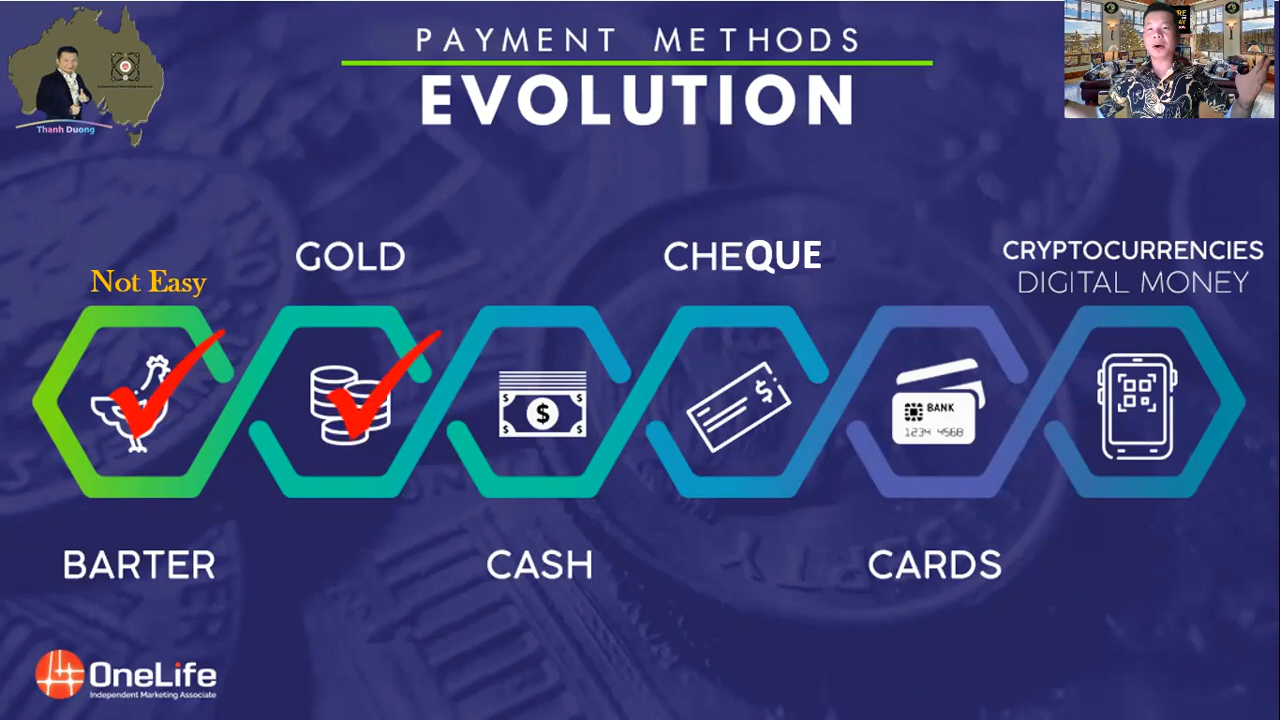 PAYMENT METHODS
EVOLUTION
Thanh Duong
Not Easy
GOLD
CHEQUE
CRYPTOCURRENCIES
DIGITAL MONEY
BANK
1234 4568
BARTER
CASH
CARDS
OneLife
Independent Marketing Associate